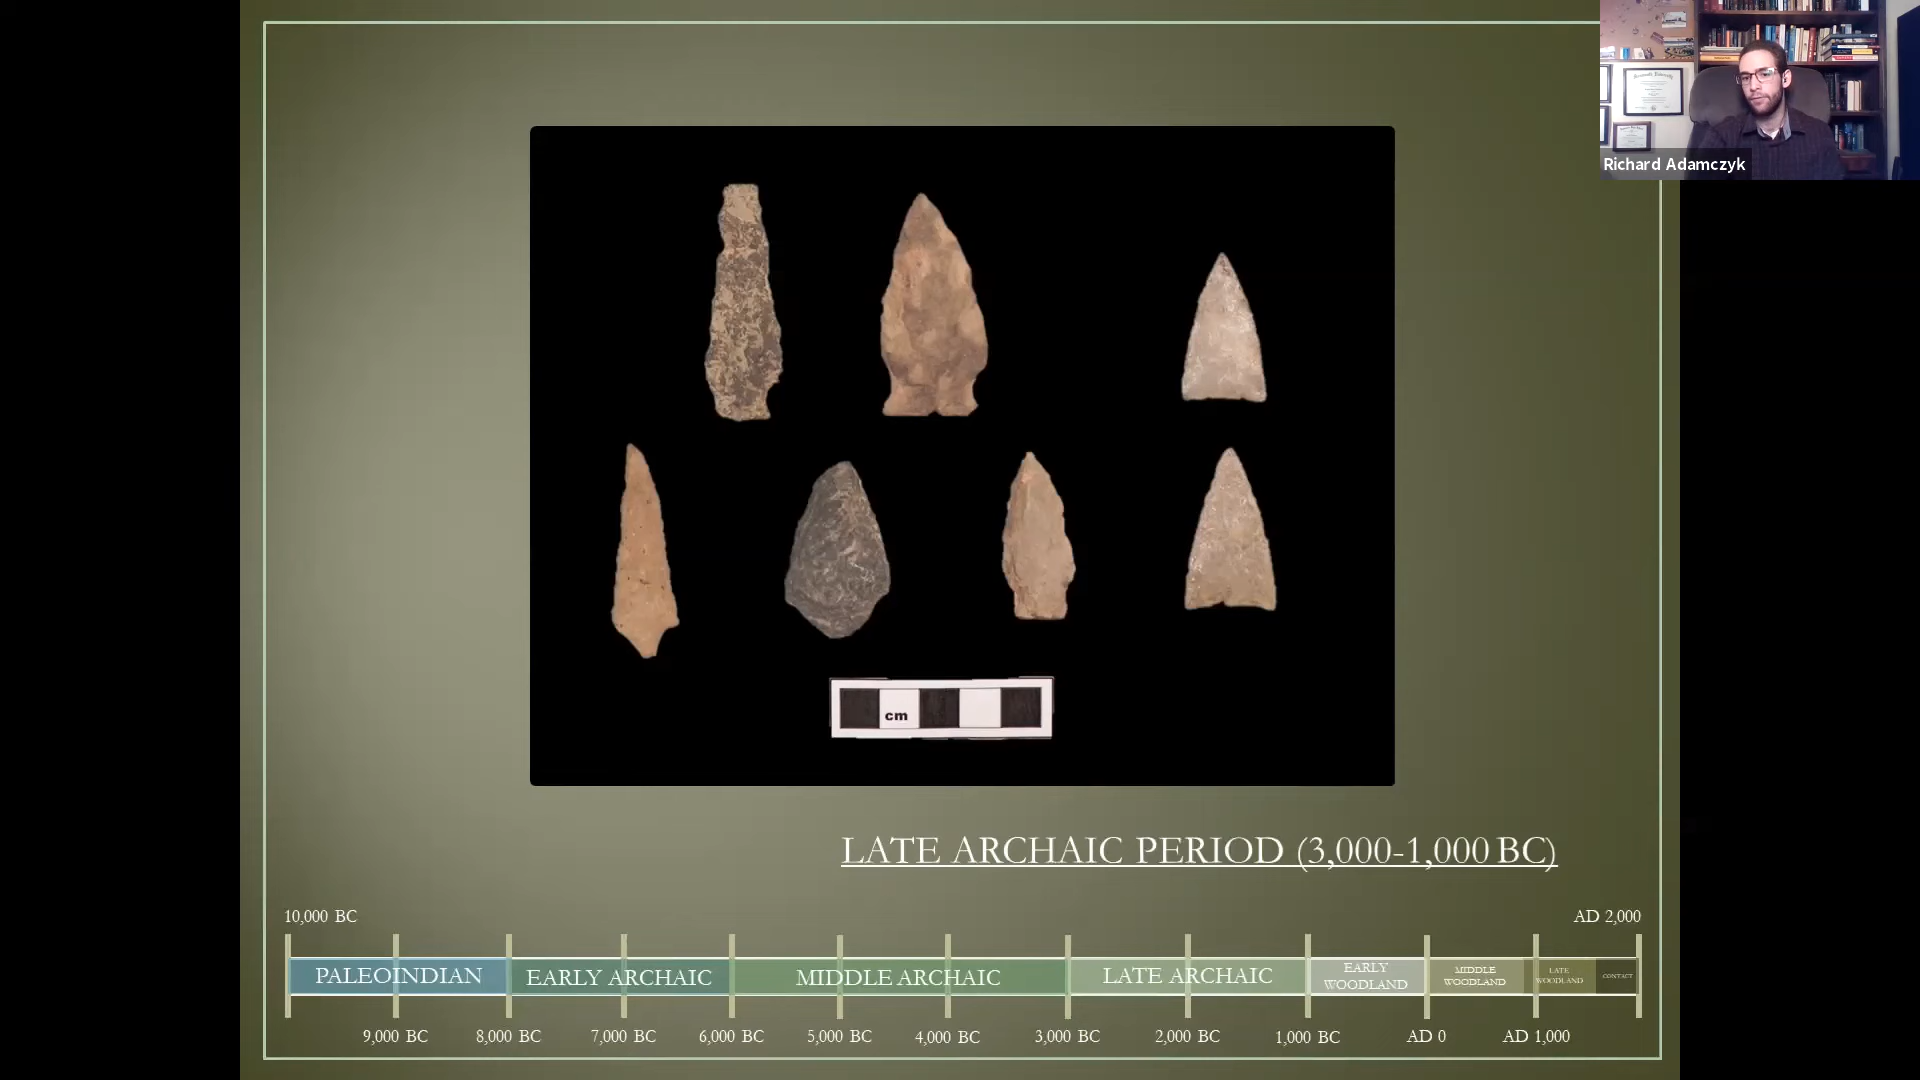 Richard Adamczyk
cm
LATE ARCHAIC PERIOD (3,000-1,000 BC)
10,000 BC
AD 2,000
PALEOINDIAN
EARLY ARCHAIC
MIDDLE ARCHAIC
LATE ARCHAIC
EARLY
WOODLAND
MIDDLE
WOODLAND
LATE
WOODLAND
CONTACT
9,000 BC
8,000 BC
7,000 BC
6,000 BC
5,000 BC
4,000 BC
3,000 BC
2,000 BC
1,000 BC
AD 0
AD 1,000